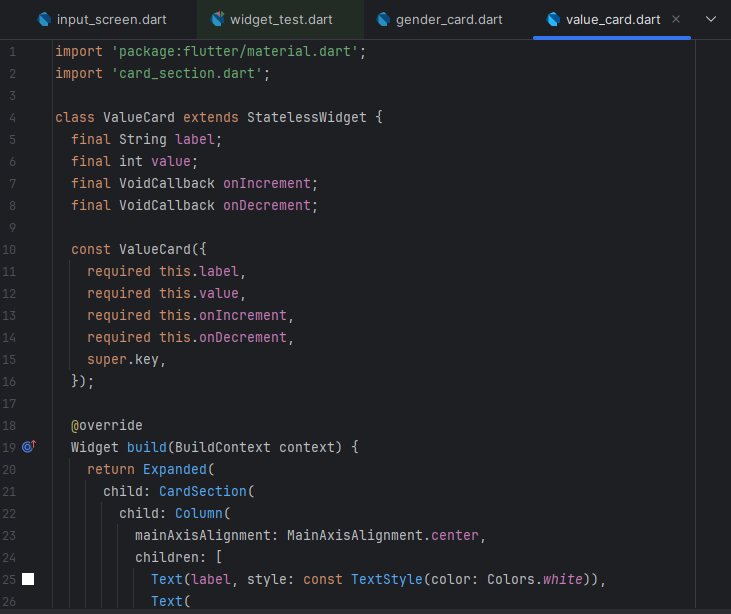 input_screen.dart widget_test.dart gender_card.dart value_card.dart
1 import 'package:flutter/material.dart';
2 import 'card_section.dart';
3
4 class ValueCard extends StatelessWidget {
5   final String label;
6   final int value;
7   final VoidCallback onIncrement;
8   final VoidCallback onDecrement;
9
10   const ValueCard({
11     required this.label,
12     required this.value,
13     required this.onIncrement,
14     required this.onDecrement,
15     super.key,
16   });
17
18   @override
19   Widget build(BuildContext context) {
20     return Expanded(
21       child: CardSection(
22         child: Column(
23           mainAxisAlignment: MainAxisAlignment.center,
24           children: [
25             Text(label, style: const TextStyle(color: Colors.white)),
26             Text(